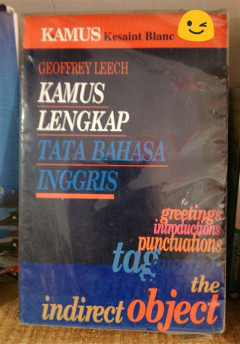 KAMUS Kesaint Blanc
GEOFFREY LEECH
KAMUS
LENGKAP
TATA BAHASA
INGGRIS
greetings
introductions
punctuations
tag
the
indirect object